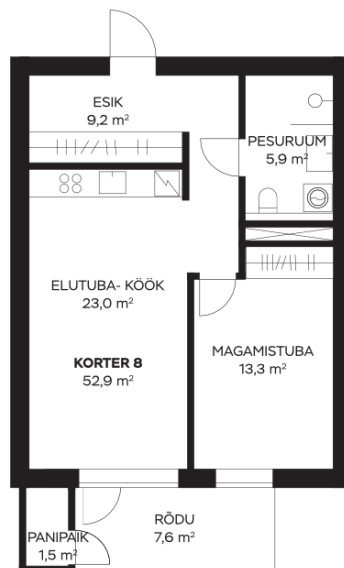 ESIK
9,2 m²
PESURUUM
5,9 m²
ELUTUBA- KÖÖK
23,0 m²
KORTER 8
52,9 m²
MAGAMISTUBA
13,3 m²
RÕDU
7,6 m²
PANIPAIK
1,5 m²